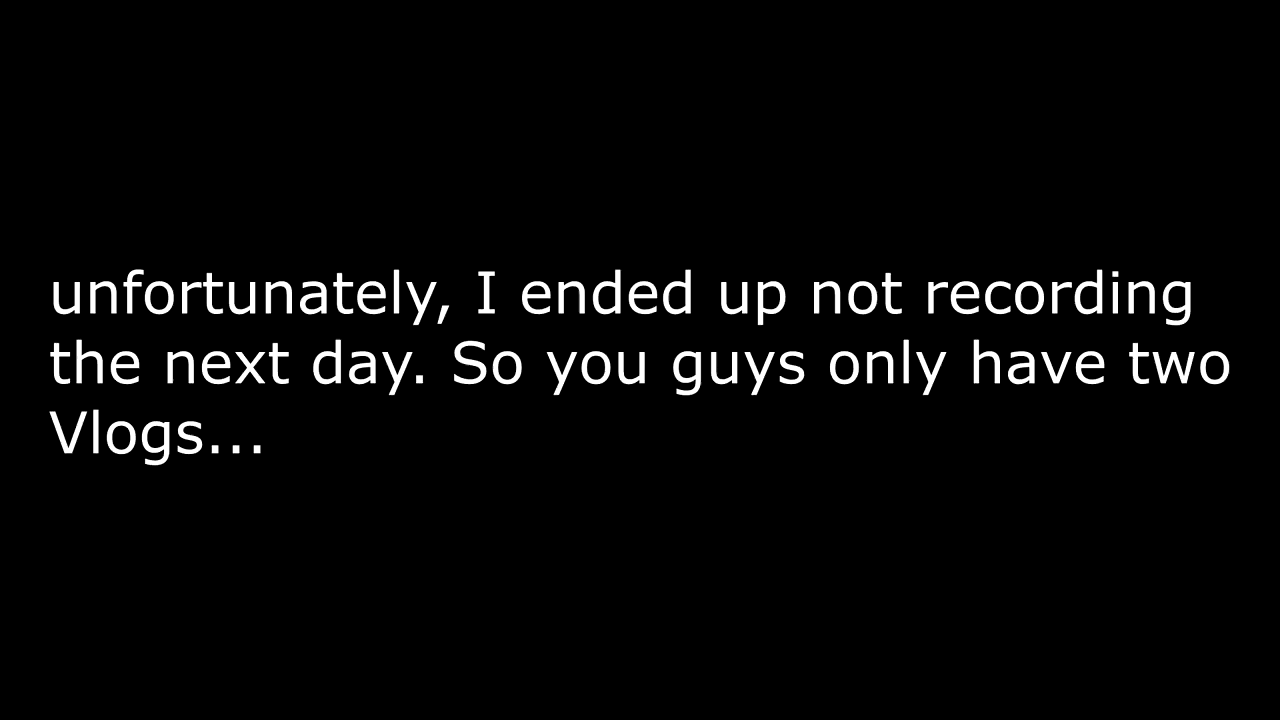 unfortunately, I ended up not recording
the next day. So you guys only have two
Vlogs...